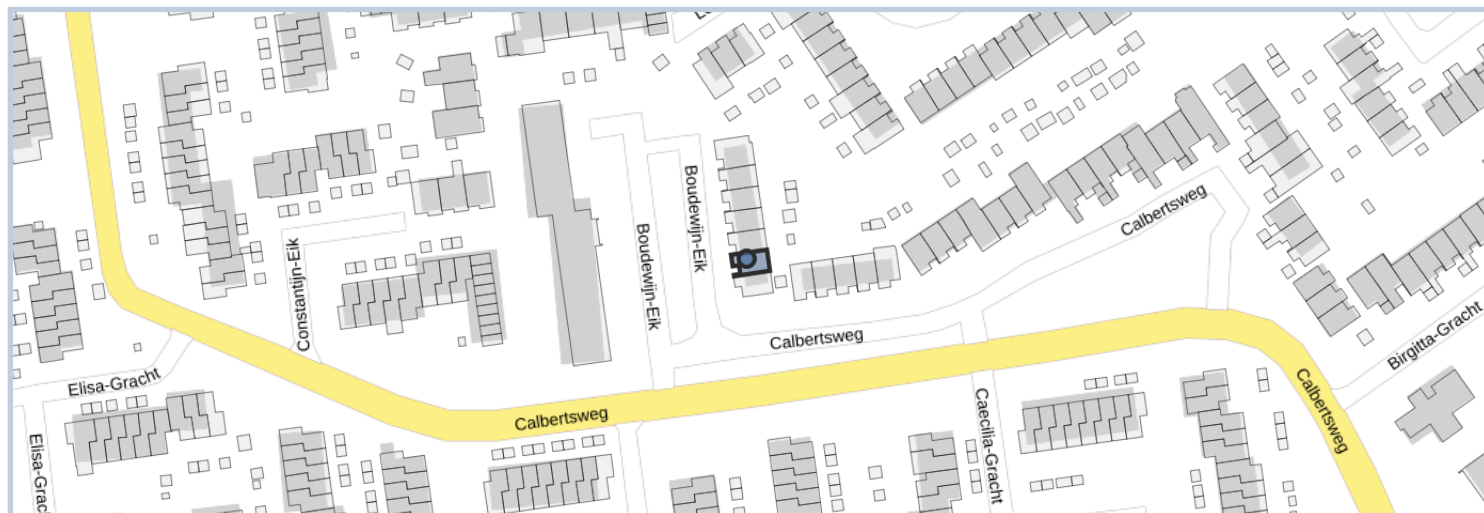 Boudewijn-Eik
Calbertsweg
Boudewijn-Eik
Constantijn-Eik
Calbertsweg
Elisa-Gracht
Birgitta-Gracht
Calbertsweg
Calbertsweg
Caecilia-Gracht